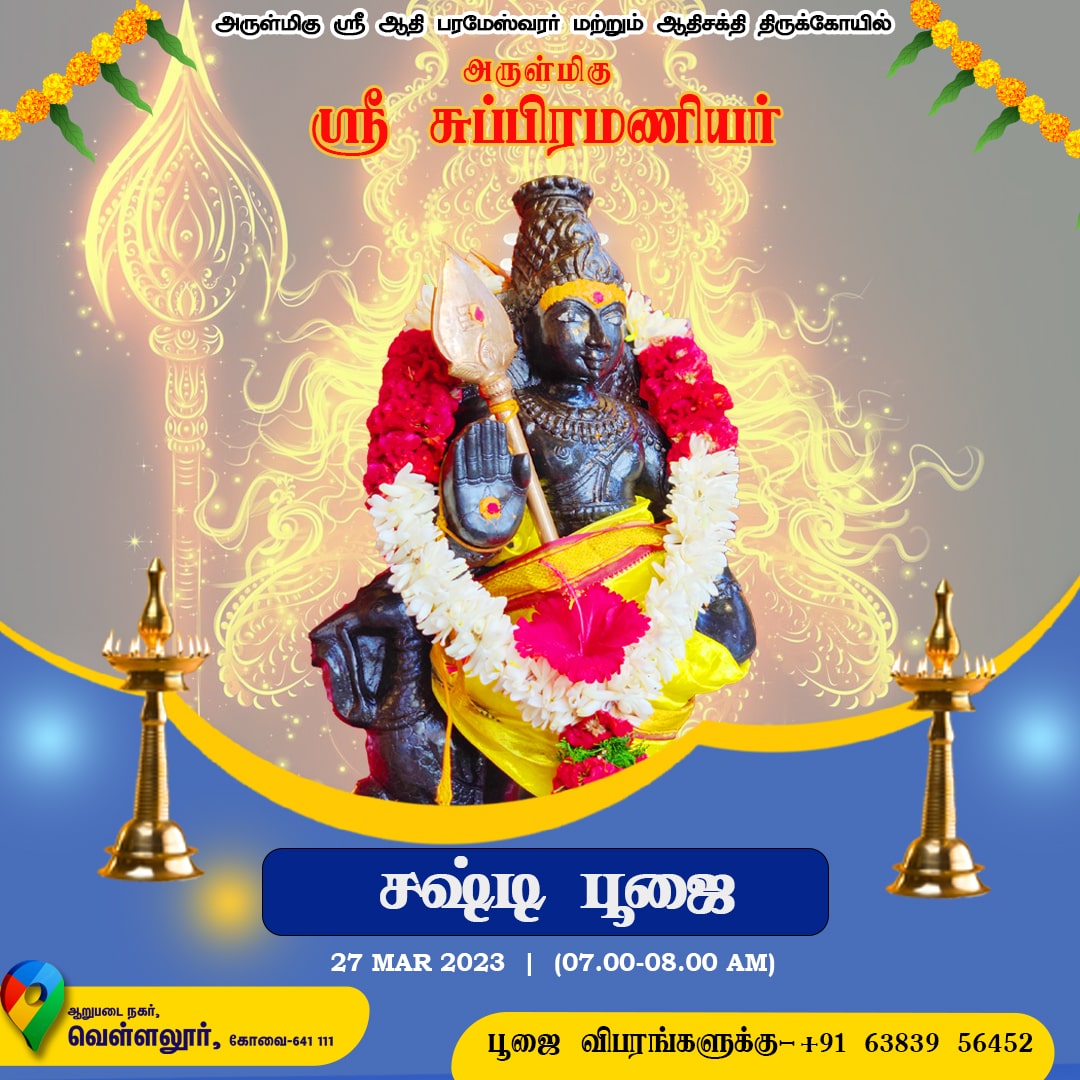 அருள்மிகு ஸ்ரீ ஆதி பரமேஸ்வரர் மற்றும் ஆதிசக்தி திருக்கோயில்
அருள்மிகு
ஸ்ரீ சுப்பிரமணியர்
சஷ்டி பூஜை
27 MAR 2023 | (07.00-08.00 AM)
ஆறுபடை நகர்,
வெள்ளலூர், கோவை-641 111
பூஜை விபரங்களுக்கு-+91 63839 56452